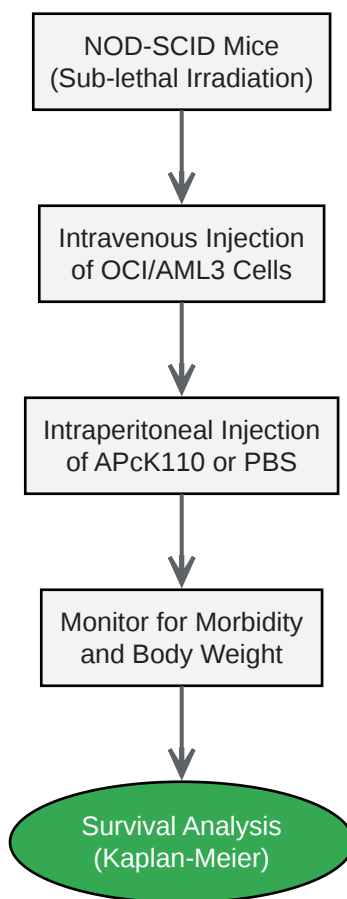 NOD-SCID Mice
(Sub-lethal Irradiation)
Intravenous Injection
of OCI/AML3 Cells
Intraperitoneal Injection
of APcK110 or PBS
Monitor for Morbidity
and Body Weight
Survival Analysis
(Kaplan-Meier)